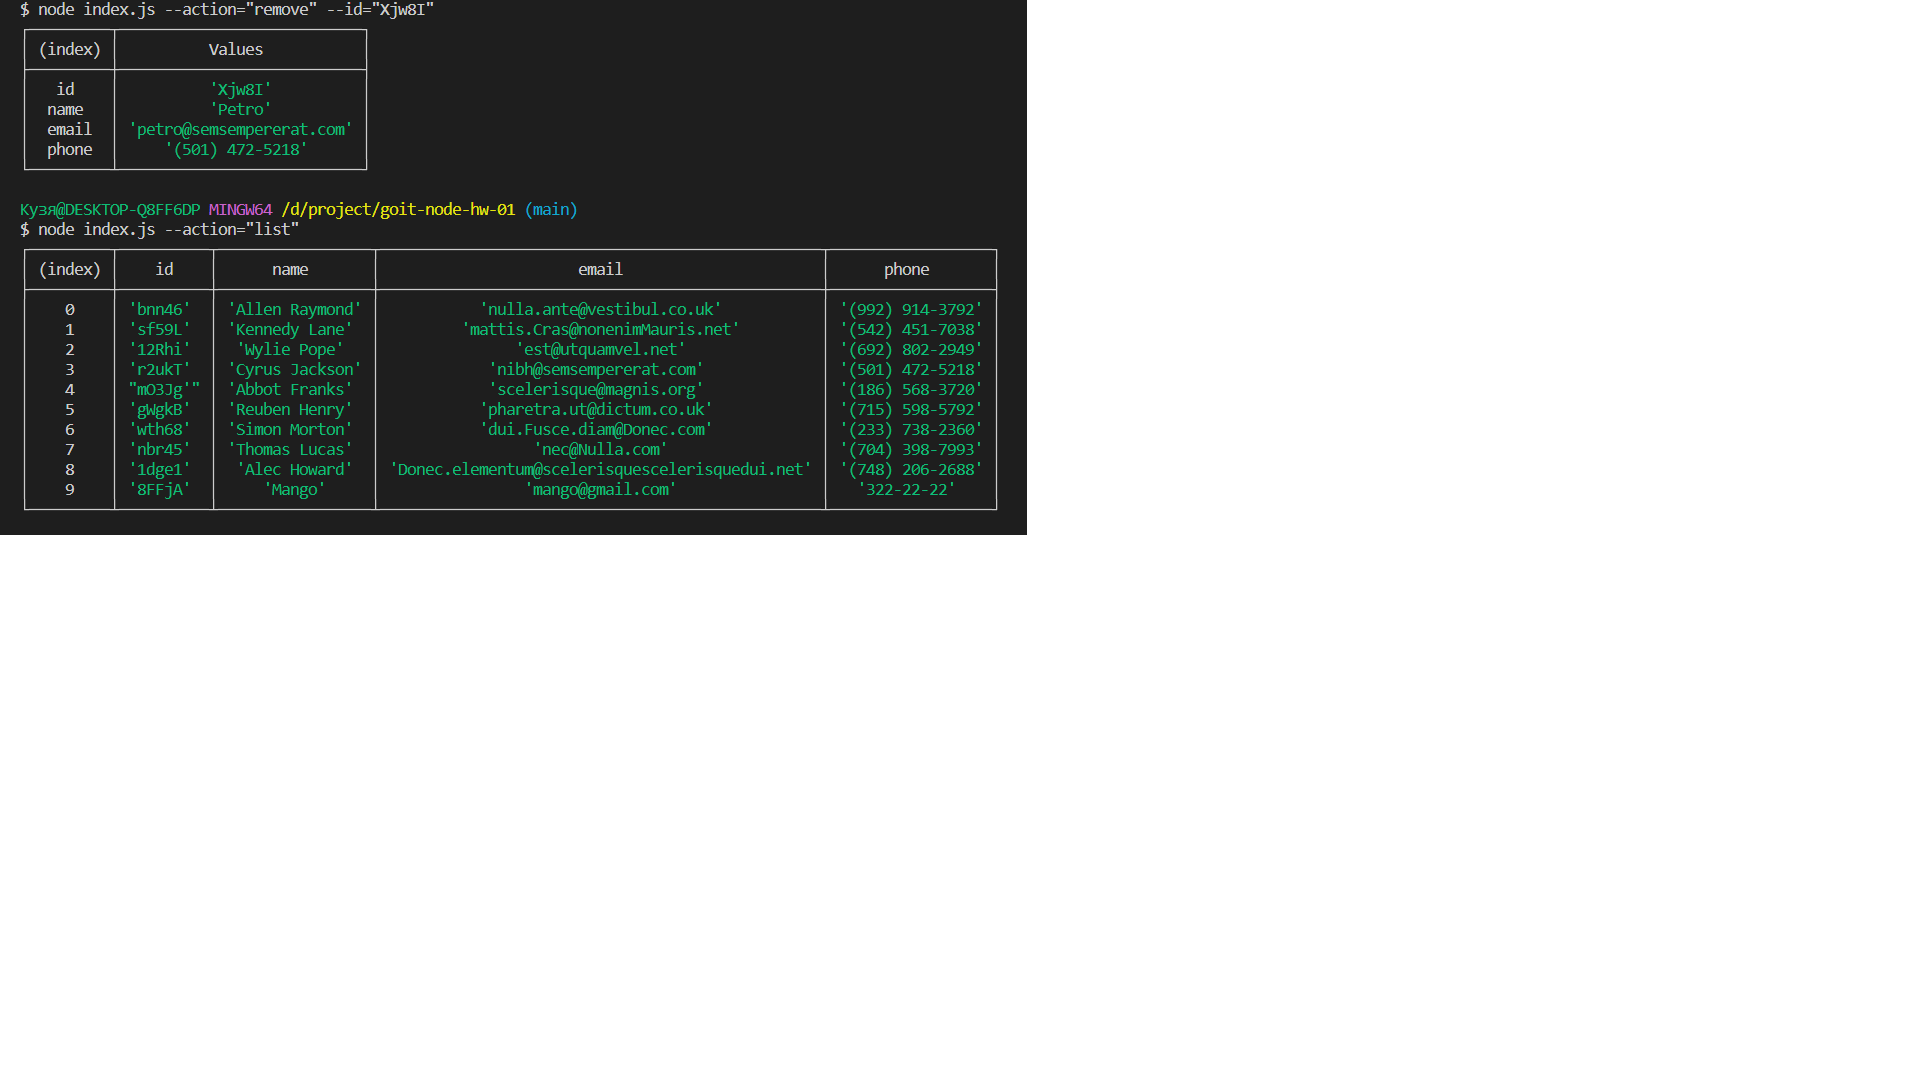 $ node index.js --action="remove" --id="Xjw8I"
(index) Values
id 'Xjw8I'
name 'Petro'
email 'petro@semsempererat.com'
phone '(501) 472-5218'
Кузя@DESKTOP-Q8FF6DP MINGW64 /d/project/goit-node-hw-01 (main)
$ node index.js --action="list"
(index) id name email phone
0 'bnn46' 'Allen Raymond' 'nulla.ante@vestibul.co.uk' '(992) 914-3792'
1 'sf59L' 'Kennedy Lane' 'mattis.Cras@nonenimMauris.net' '(542) 451-7038'
2 '12Rhi' 'Wylie Pope' 'est@utquamvel.net' '(692) 802-2949'
3 'r2ukT' 'Cyrus Jackson' 'nibh@semsempererat.com' '(501) 472-5218'
4 "mO3Jg'" 'Abbot Franks' 'scelerisque@magnis.org' '(186) 568-3720'
5 'gWgkB' 'Reuben Henry' 'pharetra.ut@dictum.co.uk' '(715) 598-5792'
6 'wth68' 'Simon Morton' 'dui.Fusce.diam@Donec.com' '(233) 738-2360'
7 'nbr45' 'Thomas Lucas' 'nec@Nulla.com' '(704) 398-7993'
8 '1dge1' 'Alec Howard' 'Donec.elementum@scelerisquescelerisquedui.net' '(748) 206-2688'
9 '8FFjA' 'Mango' 'mango@gmail.com' '322-22-22'